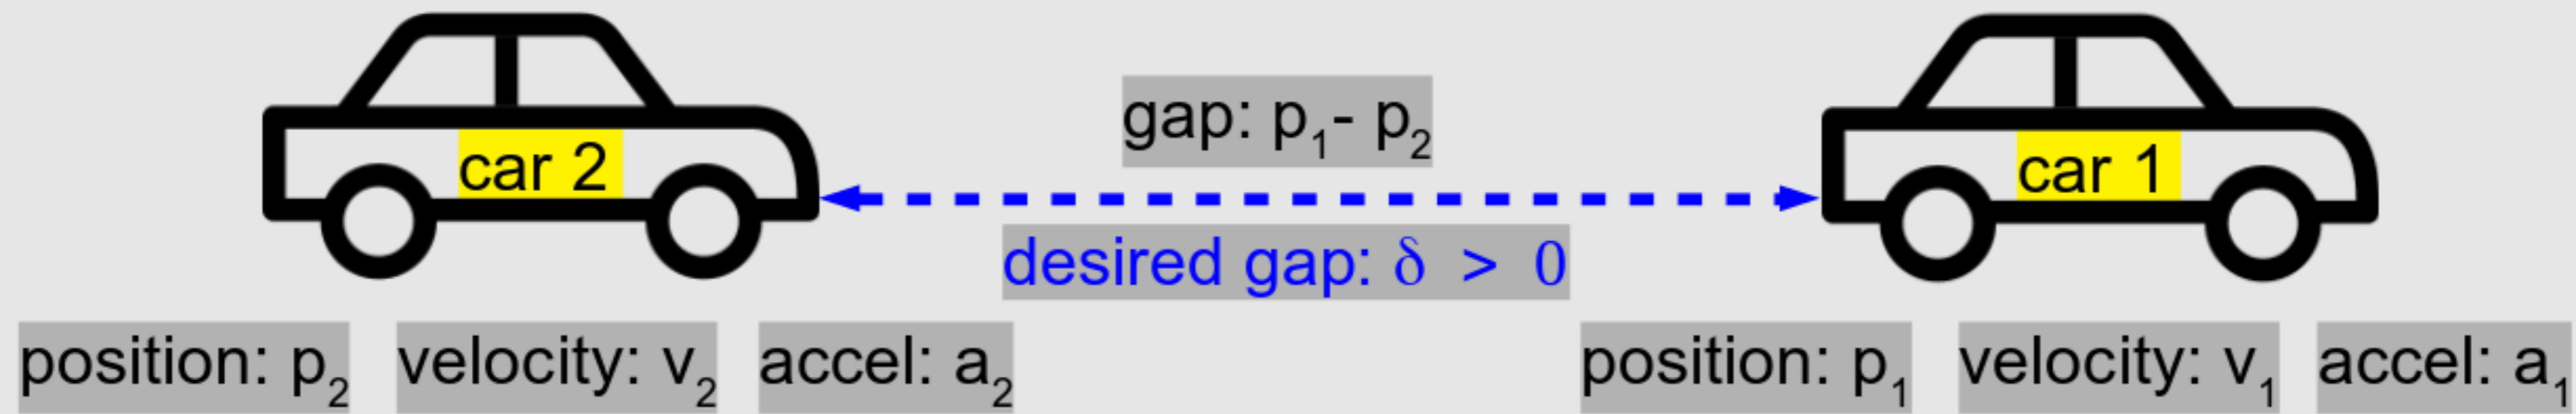 gap: p₁- p₂
car 2
car 1
desired gap: δ > 0
position: p₂ velocity: v₂ accel: a₂ position: p₁ velocity: v₁ accel: a₁